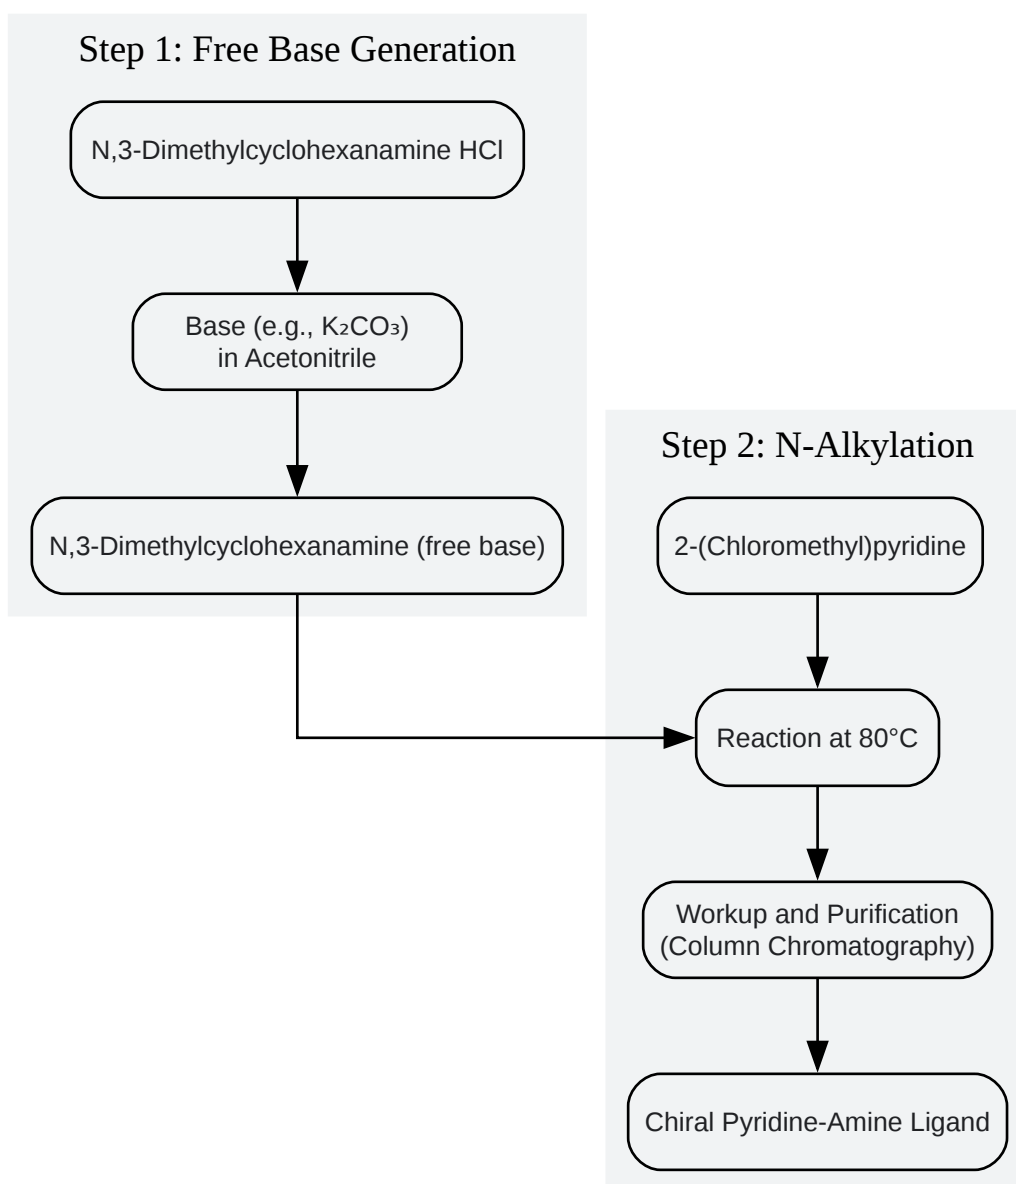 Step 1: Free Base Generation
N,3-Dimethylcyclohexanamine HCl
Base (e.g., K₂CO₃)
in Acetonitrile
N,3-Dimethylcyclohexanamine (free base)
Step 2: N-Alkylation
2-(Chloromethyl)pyridine
Reaction at 80°C
Workup and Purification
(Column Chromatography)
Chiral Pyridine-Amine Ligand